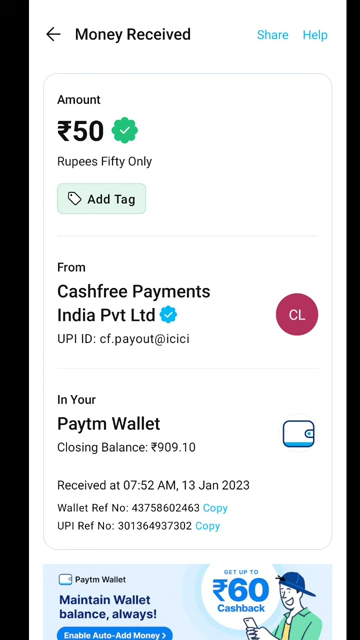 Money Received
Share
Help
Amount
₹50
Rupees Fifty Only
Add Tag
From
Cashfree Payments
India Pvt Ltd
CL
UPI ID: cf.payout@icici
In Your
Paytm Wallet
Closing Balance: ₹909.10
Received at 07:52 AM, 13 Jan 2023
Wallet Ref No: 43758602463 Copy
UPI Ref No: 301364937302 Copy
Paytm Wallet
Maintain Wallet
balance, always!
Enable Auto-Add Money >
GET UP TO
₹60
Cashback